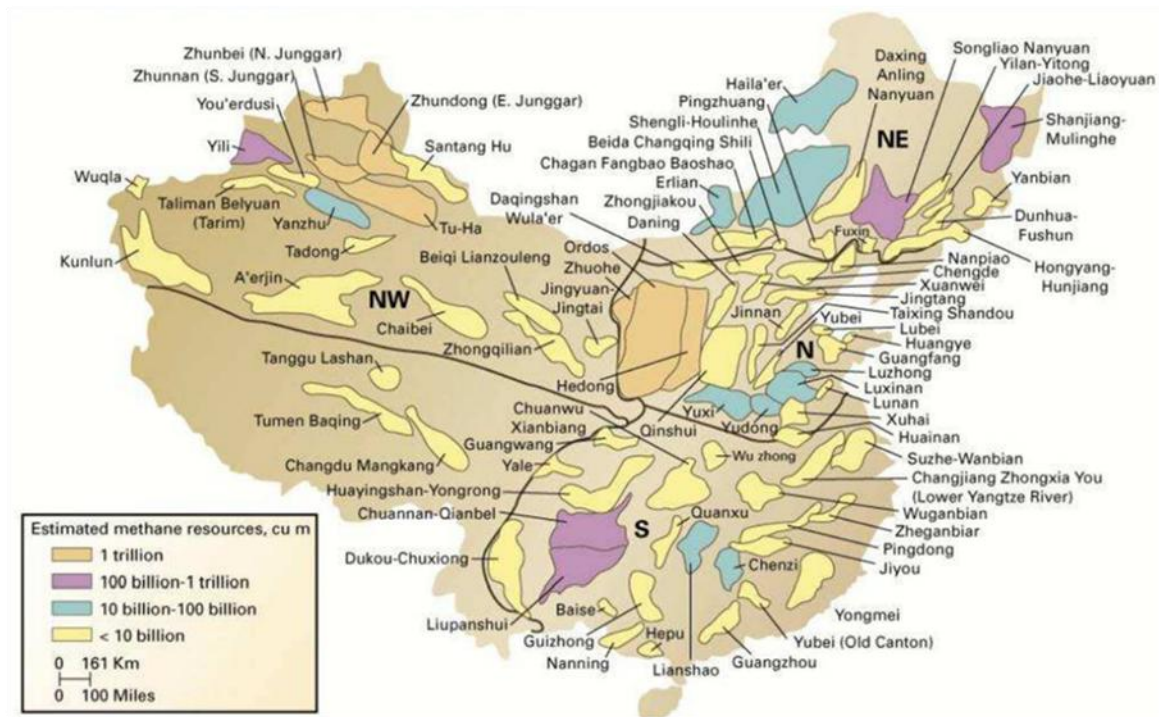 Zhunbei (N. Junggar)
Zhunnan (S. Junggar)
You'erdusi
Zhundong (E. Junggar)
Yili
Santang Hu
Wuqla
Taliman Belyuan
(Tarim)
Yanzhu
Tu-Ha
Tadong
Kunlun
A'erjin
NW
Chaibei
Beiqi Lianzouleng
Zhongqilian
Tanggu Lashan
Tumen Baqing
Changdu Mangkang
Daxing
Anling
Nanyuan
Songliao Nanyuan
Yilan-Yitong
Jiaohe-Liaoyuan
Haila'er
Pingzhuang
Shengli-Houlinhe
Beida Changqing Shili
Chagan Fangbao Baoshao
Erlian
Zhongjiakou
Daning
Daqingshan
Wula'er
Ordos
Zhuohe
Jingyuan-
Jingtai
NE
Shanjiang-
Mulinghe
Yanbian
Dunhua-
Fushun
Fuxin
Hongyang-
Hunjiang
Nanpiao
Chengde
Xuanwei
Jingtang
Taixing Shandou
Jinnan
Yubei
Lubei
N
Huangye
Guangfang
Luzhong
Luxinan
Lunan
Xuhai
Huainan
Hedong
Yuxi
Yudong
Qinshui
Chuanwu
Xianbiang
Guangwang
Yale
Wu zhong
Suzhe-Wanbian
Changjiang Zhongxia You
(Lower Yangtze River)
Wuganbian
Zheganbiar
Pingdong
Jiyou
Huayingshan-Yongrong
Chuannan-Qianbel
S
Quanxu
Chenzi
Dukou-Chuxiong
Liupanshui
Baise
Guizhong
Nanning
Hepu
Lianshao
Guangzhou
Yubei (Old Canton)
Yongmei
Estimated methane resources, cu m
1 trillion
100 billion-1 trillion
10 billion-100 billion
< 10 billion
0 161 Km
0 100 Miles